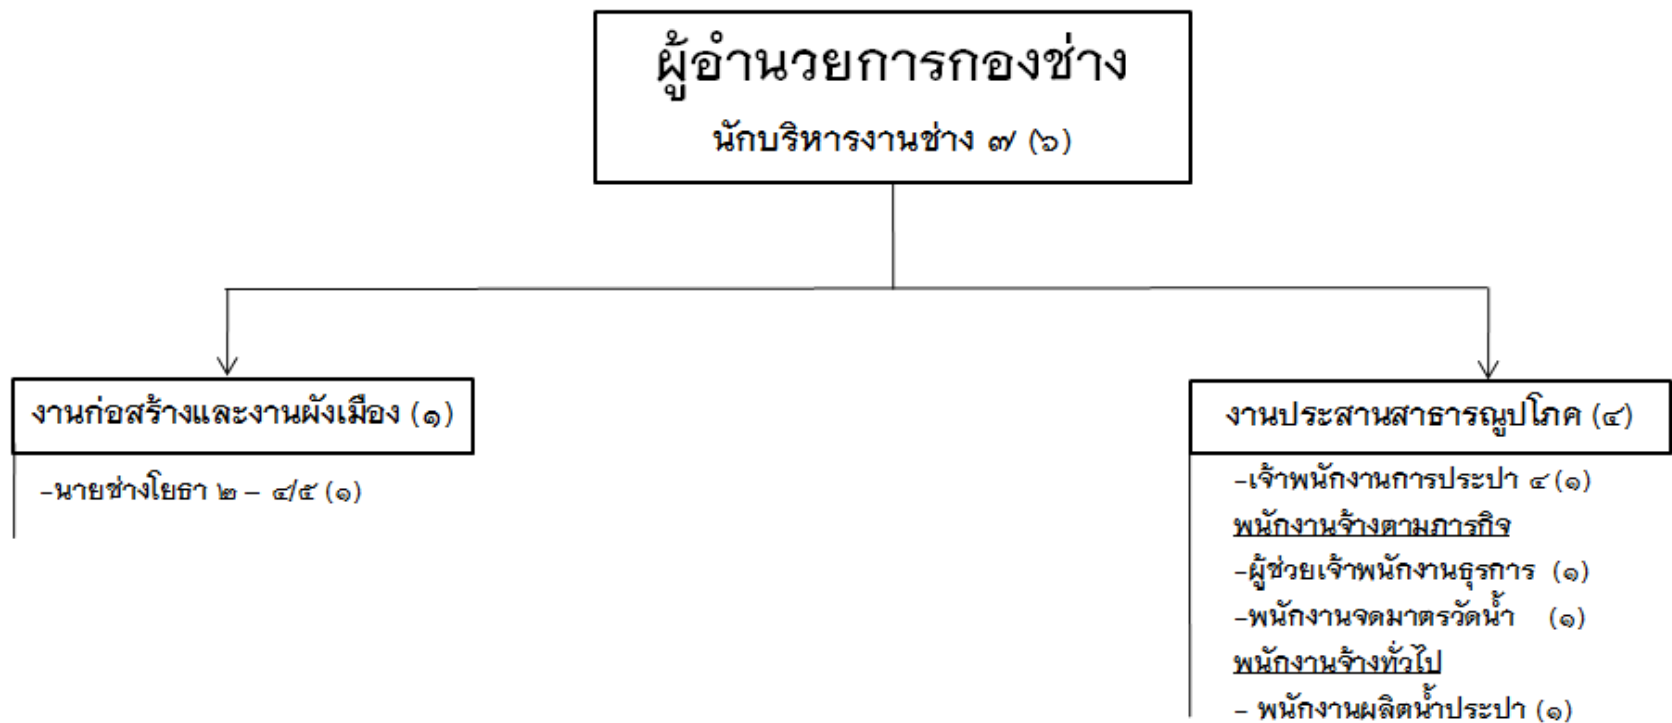 ผู้อำนวยการกองช่าง
นักบริหารงานช่าง ๗ (๖)
งานก่อสร้างและงานผังเมือง (๑)
-นายช่างโยธา ๒ – ๔/๕ (๑)
งานประสานสาธารณูปโภค (๔)
-เจ้าพนักงานการประปา ๔ (๑)
พนักงานจ้างตามภารกิจ
-ผู้ช่วยเจ้าพนักงานธุรการ (๑)
-พนักงานจดมาตรวัดน้ำ (๑)
พนักงานจ้างทั่วไป
- พนักงานผลิตน้ำประปา (๑)